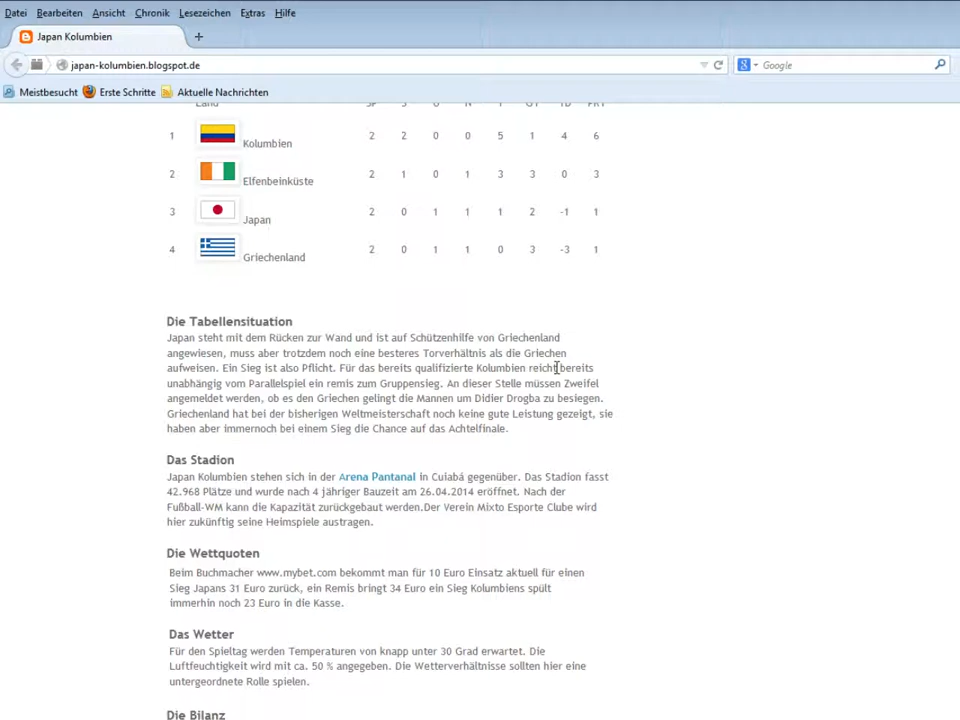 Datei Bearbeiten Ansicht Chronik Lesezeichen Extras Hilfe
Japan Kolumbien
japan-kolumbien.blogspot.de
Google
Meistbesucht Erste Schritte Aktuelle Nachrichten
1 Kolumbien 2 2 0 0 5 1 4 6
2 Elfenbeinküste 2 1 0 1 3 3 0 3
3 Japan 2 0 1 1 1 2 -1 1
4 Griechenland 2 0 1 1 0 3 -3 1
Die Tabellensituation
Japan steht mit dem Rücken zur Wand und ist auf Schützenhilfe von Griechenland
angewiesen, muss aber trotzdem noch eine besteres Torverhältnis als die Griechen
aufweisen. Ein Sieg ist also Pflicht. Für das bereits qualifizierte Kolumbien reicht bereits
unabhängig vom Parallelspiel ein remis zum Gruppensieg. An dieser Stelle müssen Zweifel
angemeldet werden, ob es den Griechen gelingt die Mannen um Didier Drogba zu besiegen.
Griechenland hat bei der bisherigen Weltmeisterschaft noch keine gute Leistung gezeigt, sie
haben aber immernoch bei einem Sieg die Chance auf das Achtelfinale.
Das Stadion
Japan Kolumbien stehen sich in der Arena Pantanal in Cuiabá gegenüber. Das Stadion fasst
42.968 Plätze und wurde nach 4 jähriger Bauzeit am 26.04.2014 eröffnet. Nach der
Fußball-WM kann die Kapazität zurückgebaut werden.Der Verein Mixto Esporte Clube wird
hier zukünftig seine Heimspiele austragen.
Die Wettquoten
Beim Buchmacher www.mybet.com bekommt man für 10 Euro Einsatz aktuell für einen
Sieg Japans 31 Euro zurück, ein Remis bringt 34 Euro ein Sieg Kolumbiens spült
immerhin noch 23 Euro in die Kasse.
Das Wetter
Für den Spieltag werden Temperaturen von knapp unter 30 Grad erwartet. Die
Luftfeuchtigkeit wird mit ca. 50 % angegeben. Die Wetterverhältnisse sollten hier eine
untergeordnete Rolle spielen.
Die Bilanz